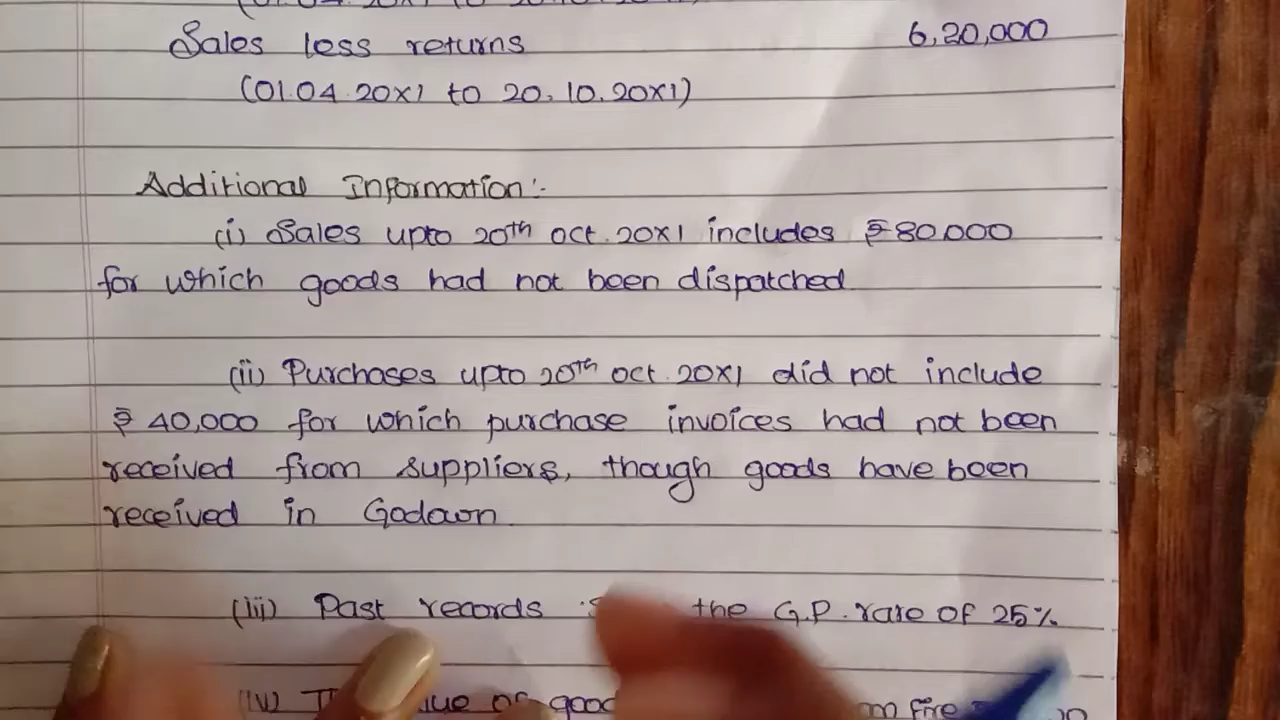 Sales less returns 6,20,000
(01.04.20x1 to 20.10.20x1)
Additional Information:-
(i) Sales upto 20th oct.20x1 includes ₹80.000
for which goods had not been dispatched
(ii) Purchases upto 20th oct.20x1 did not include
₹ 40,000 for which purchase invoices had not been
received from suppliers, though goods have been
received in Godown.
(iii) Past records the G.P. rate of 25%
(iv) of